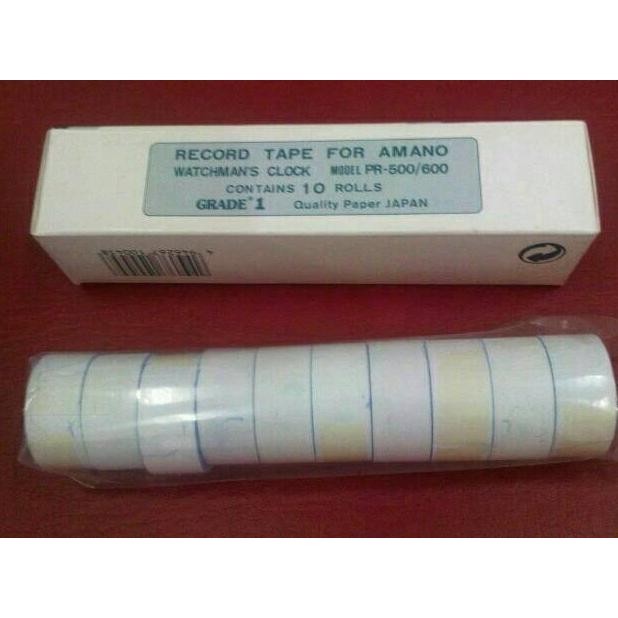 RECORD TAPE FOR AMANO
WATCHMAN'S CLOCK MODEL PR-500/600
CONTAINS 10 ROLLS
GRADE#1 Quality Paper JAPAN